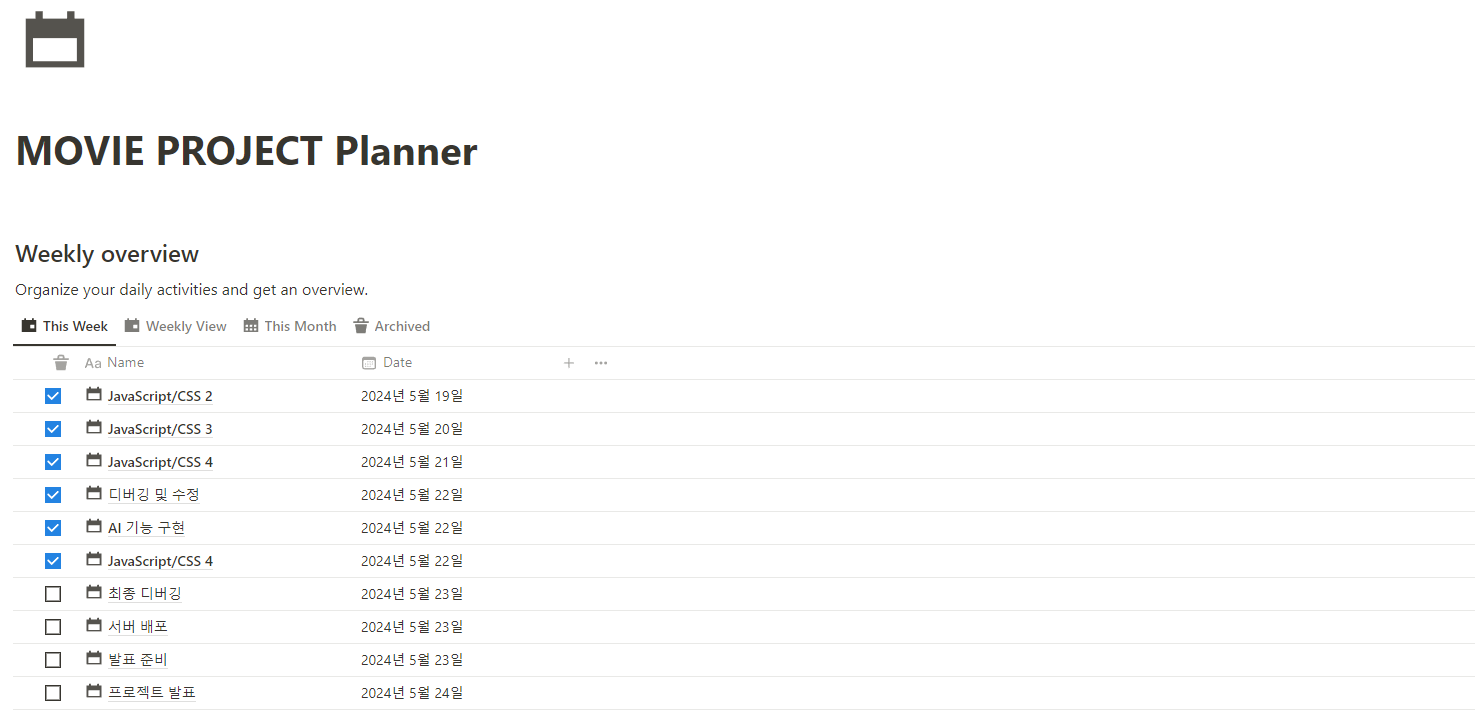 MOVIE PROJECT Planner
Weekly overview
Organize your daily activities and get an overview.
This Week Weekly View This Month Archived
Aa Name Date
JavaScript/CSS 2 2024년 5월 19일
JavaScript/CSS 3 2024년 5월 20일
JavaScript/CSS 4 2024년 5월 21일
디버깅 및 수정 2024년 5월 22일
AI 기능 구현 2024년 5월 22일
JavaScript/CSS 4 2024년 5월 22일
최종 디버깅 2024년 5월 23일
서버 배포 2024년 5월 23일
발표 준비 2024년 5월 23일
프로젝트 발표 2024년 5월 24일